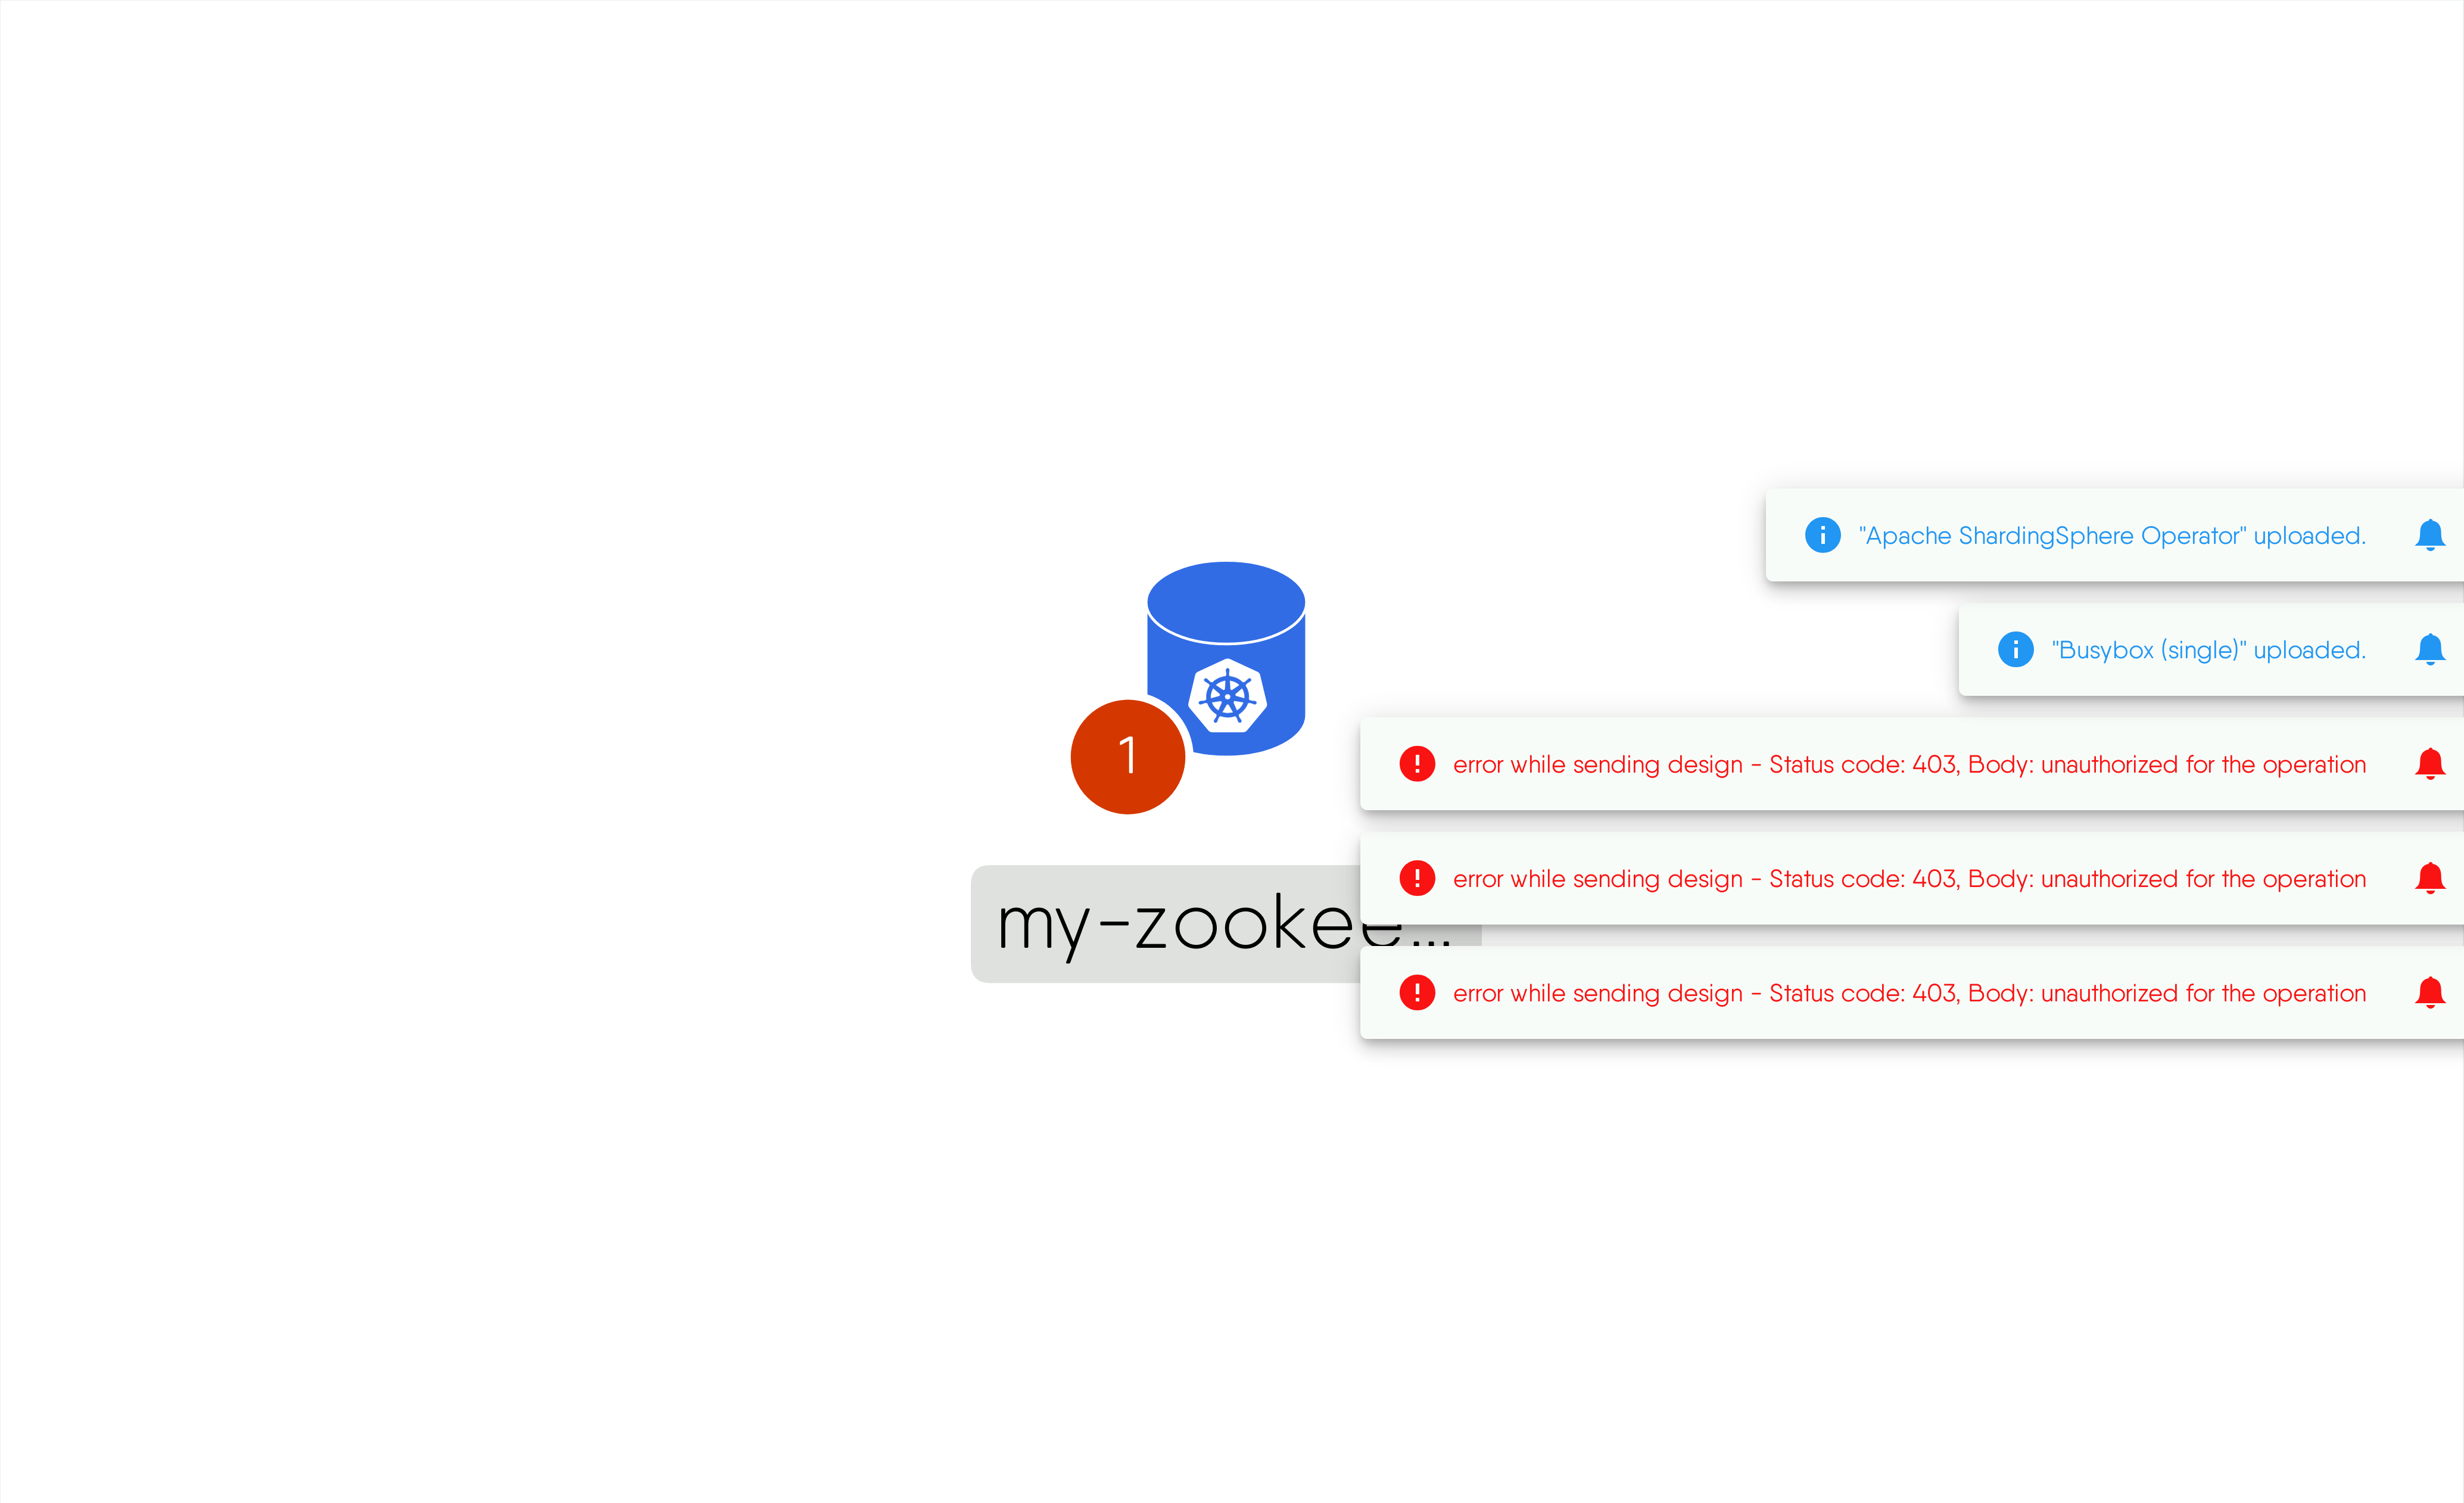 "Apache ShardingSphere Operator" uploaded.
"Busybox (single)" uploaded.
1
error while sending design - Status code: 403, Body: unauthorized for the operation
error while sending design - Status code: 403, Body: unauthorized for the operation
my-zookee...
error while sending design - Status code: 403, Body: unauthorized for the operation